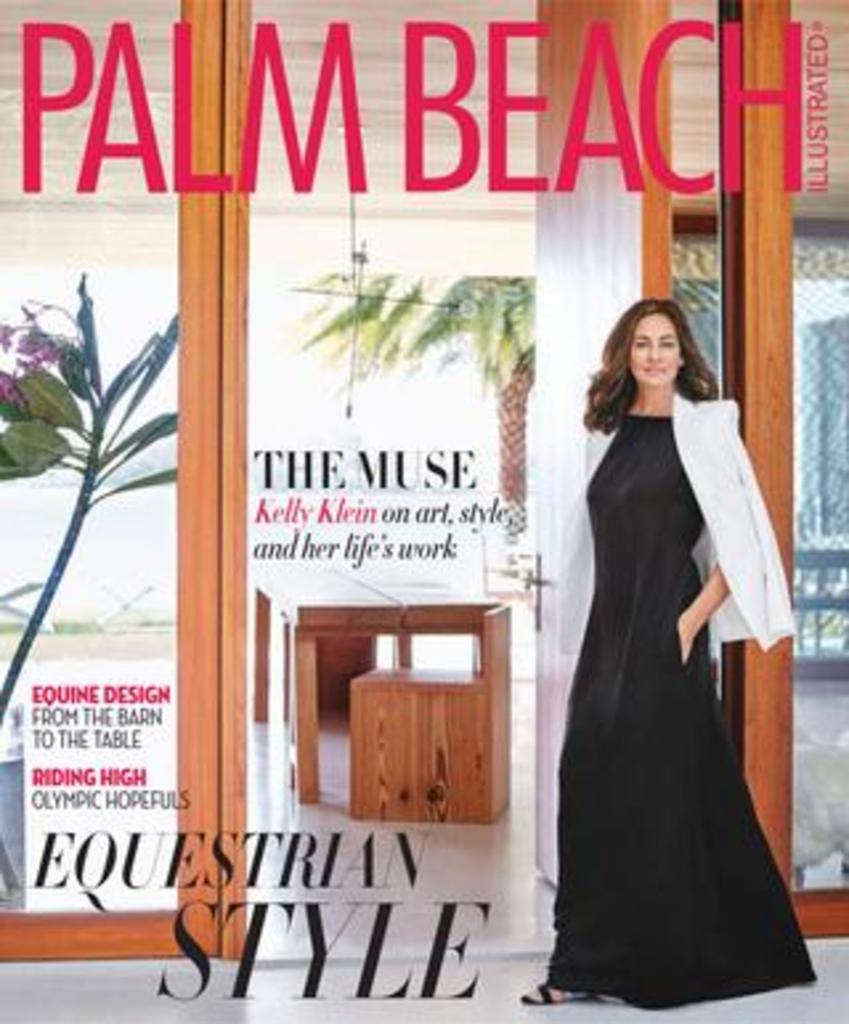 PALM BEACH
ILLUSTRATED
THE MUSE
Kelly Klein on art, style,
and her life's work
EQUINE DESIGN
FROM THE BARN
TO THE TABLE
RIDING HIGH
OLYMPIC HOPEFULS
EQUESTRIAN
STYLE